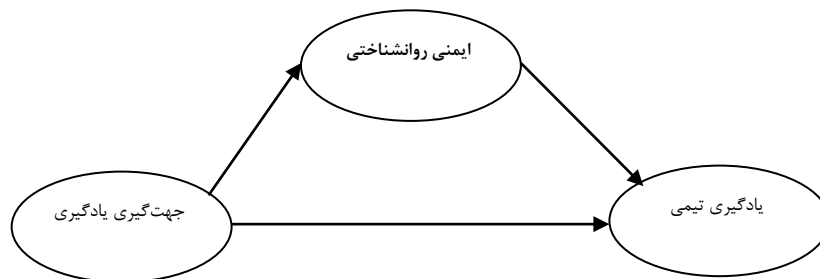 ایمنی روانشناختی
جهت‌گیری یادگیری
یادگیری تیمی